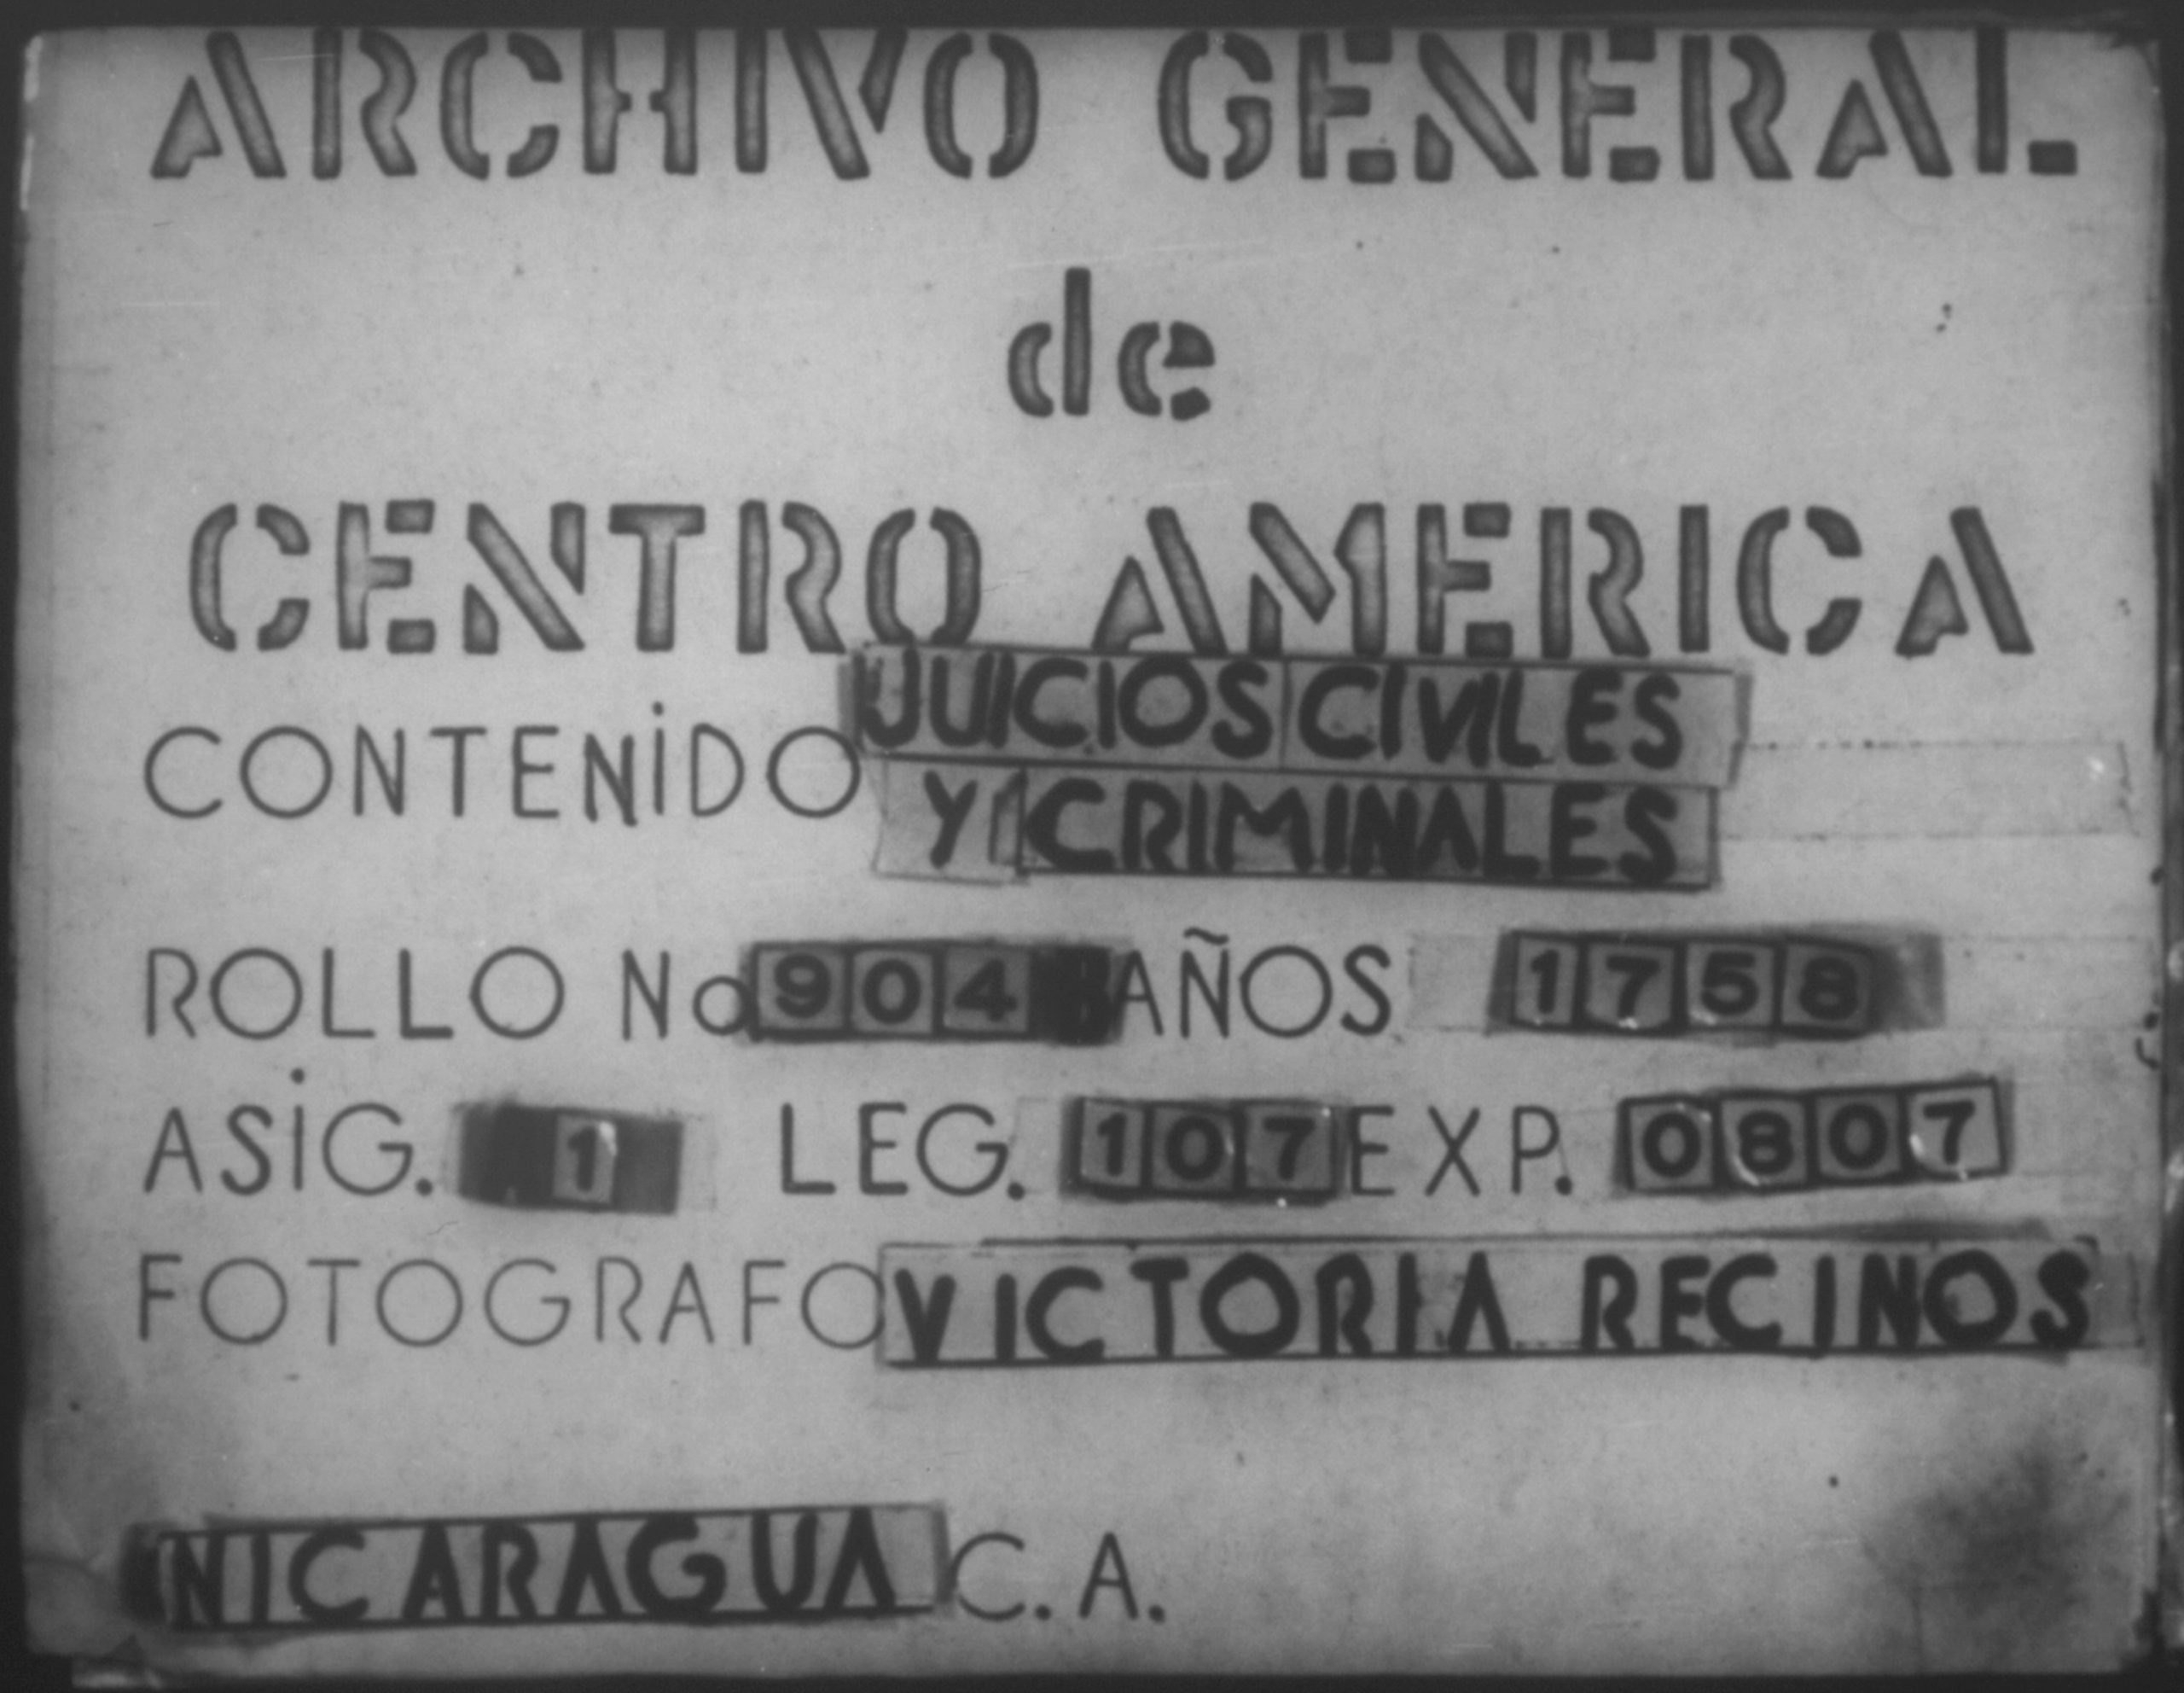 ARCHIVO GENERAL
de
CENTRO AMERICA
CONTENIDO JUICIOS CIVILES
Y CRIMINALES
ROLLO No 904 AÑOS 1758
ASIG. 1 LEG. 107 EXP. 0807
FOTOGRAFO VICTORIA RECINOS
NICARAGUA C.A.